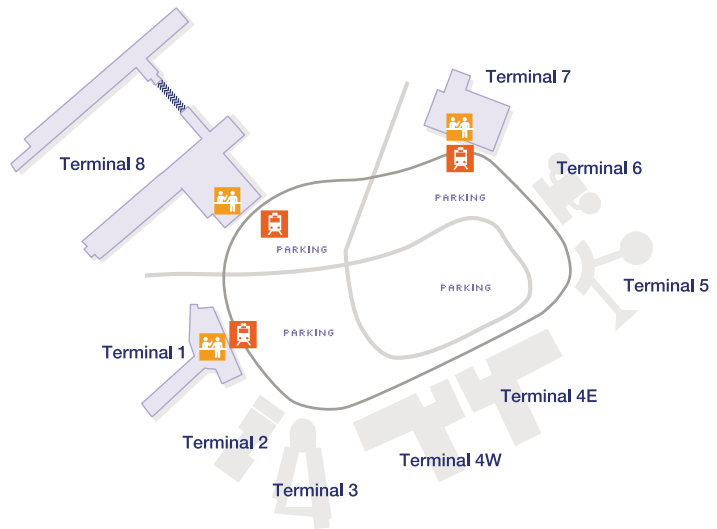 Terminal 7
Terminal 8
Terminal 6
PARKING
PARKING
Terminal 5
PARKING
PARKING
Terminal 1
Terminal 4E
Terminal 2
Terminal 4W
Terminal 3